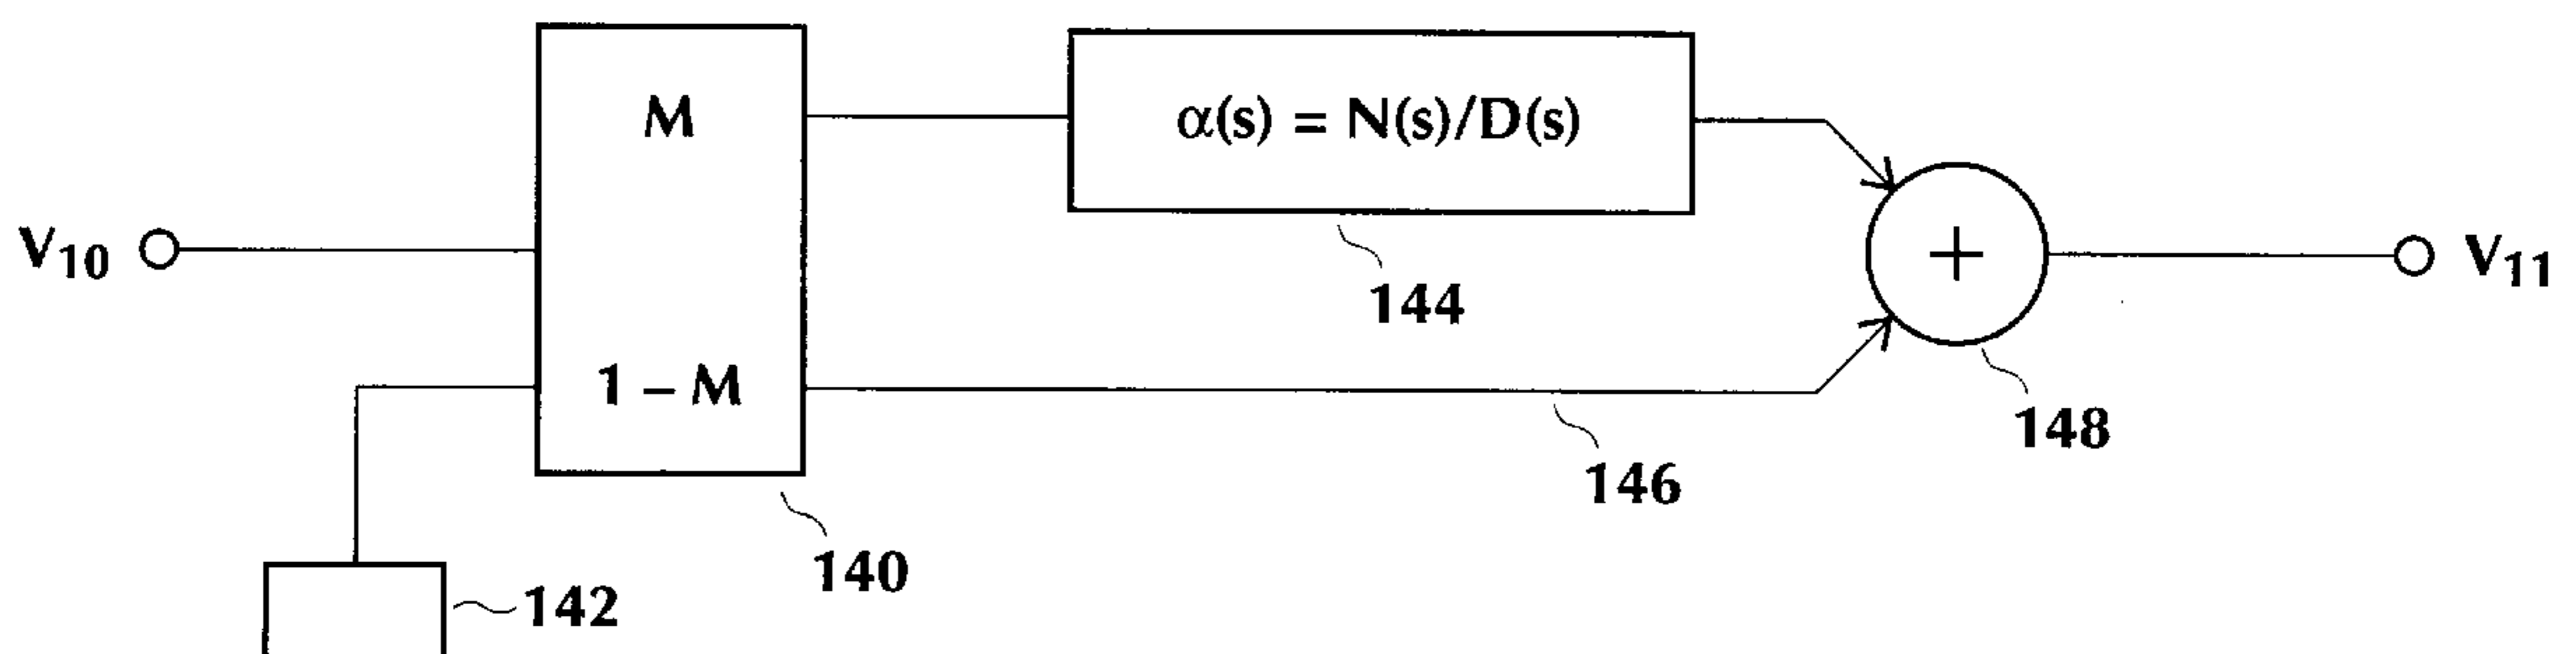 M
α(s) = N(s)/D(s)
V10
V11
144
1 – M
148
146
140
142